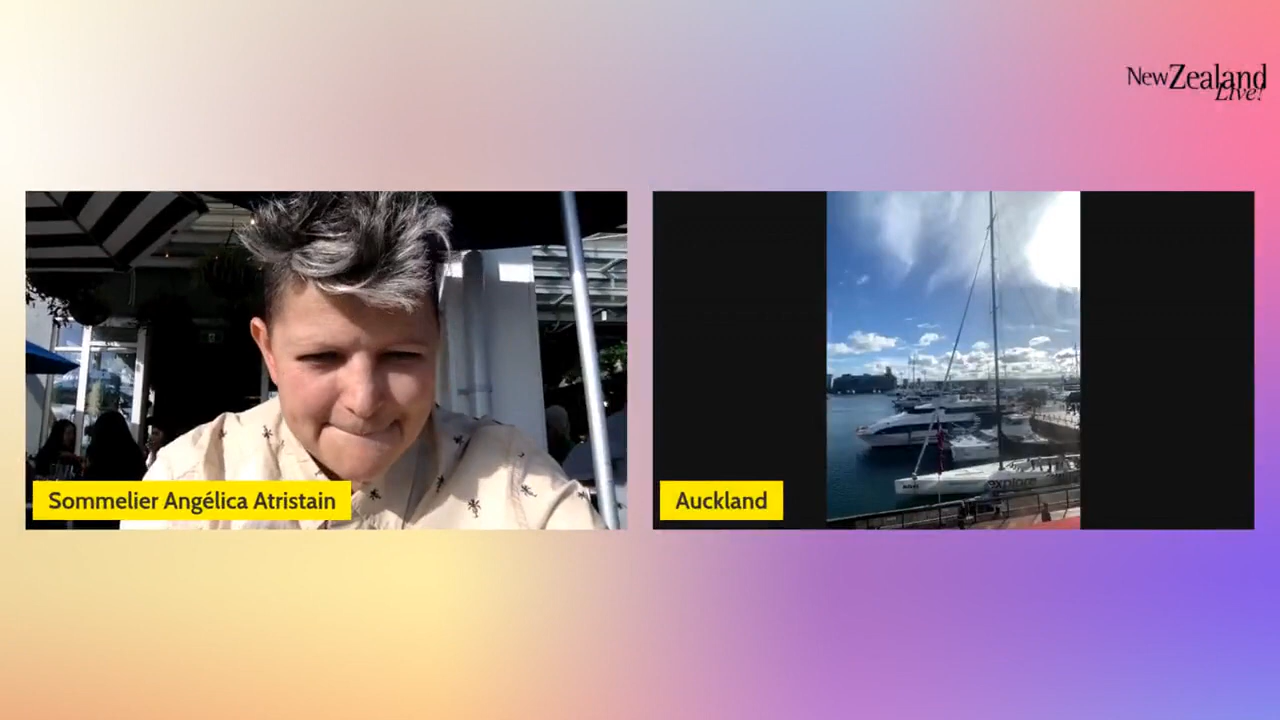 New Zealand
Live!
Sommelier Angélica Atristain
Auckland
explore